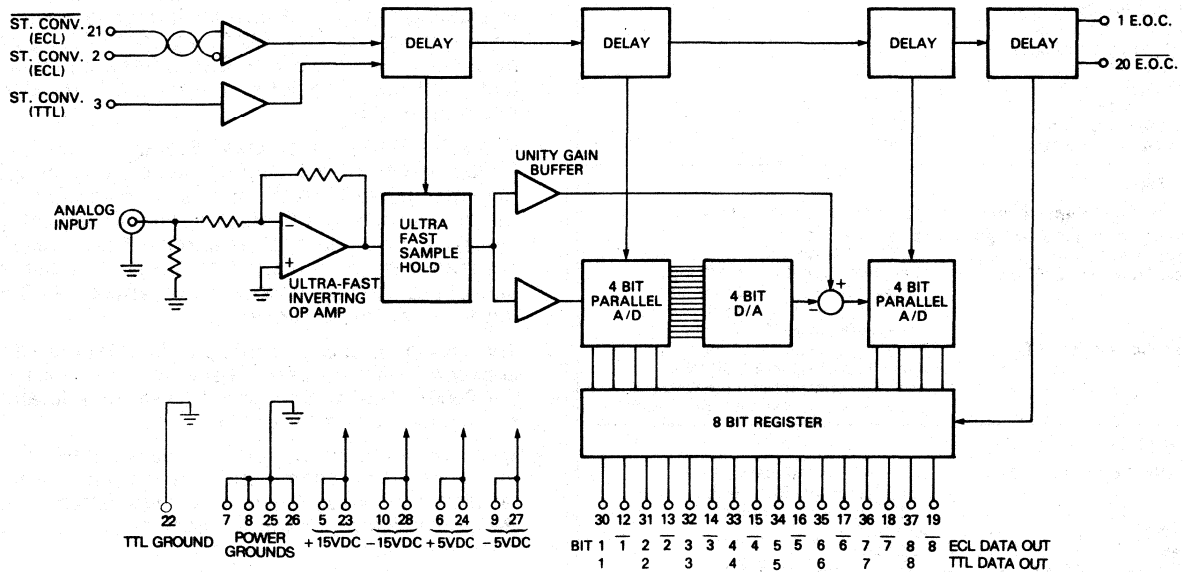 S̅T̅.̅ ̅C̅O̅N̅V̅.̅ 21
(ECL)
ST. CONV. 2
(ECL)
ST. CONV. 3
(TTL)
DELAY
DELAY
DELAY
DELAY
1 E.O.C.
20 E̅.̅O̅.̅C̅.̅
ANALOG
INPUT
−
+
ULTRA-FAST
INVERTING
OP AMP
ULTRA
FAST
SAMPLE
HOLD
UNITY GAIN
BUFFER
4 BIT
PARALLEL
A/D
4 BIT
D/A
+
−
4 BIT
PARALLEL
A/D
8 BIT REGISTER
22
TTL GROUND
7 8 25 26
POWER
GROUNDS
5 23
+15VDC
10 28
−15VDC
6 24
+5VDC
9 27
−5VDC
30 12 31 13 32 14 33 15 34 16 35 17 36 18 37 19
BIT 1 1̅ 2 2̅ 3 3̅ 4 4̅ 5 5̅ 6 6̅ 7 7̅ 8 8̅ ECL DATA OUT
1 2 3 4 5 6 7 8 TTL DATA OUT